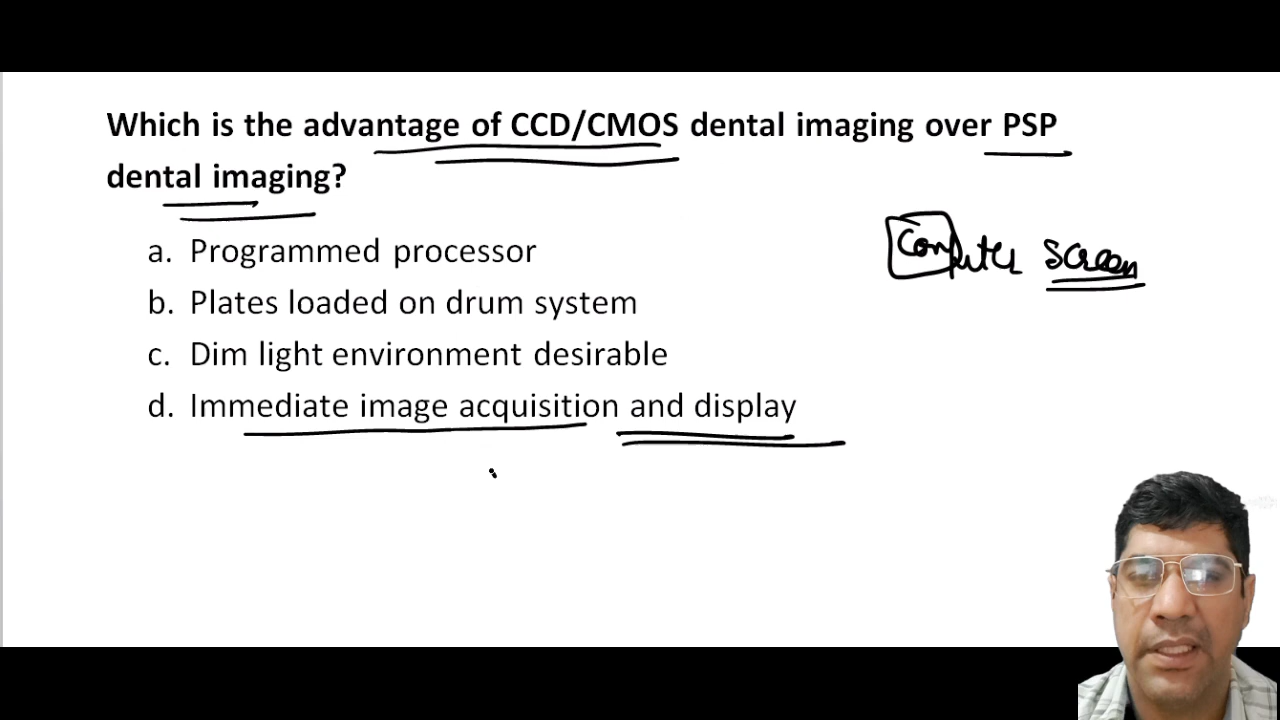 Which is the advantage of CCD/CMOS dental imaging over PSP
dental imaging?
a. Programmed processor
b. Plates loaded on drum system
c. Dim light environment desirable
d. Immediate image acquisition and display
Computer Screen